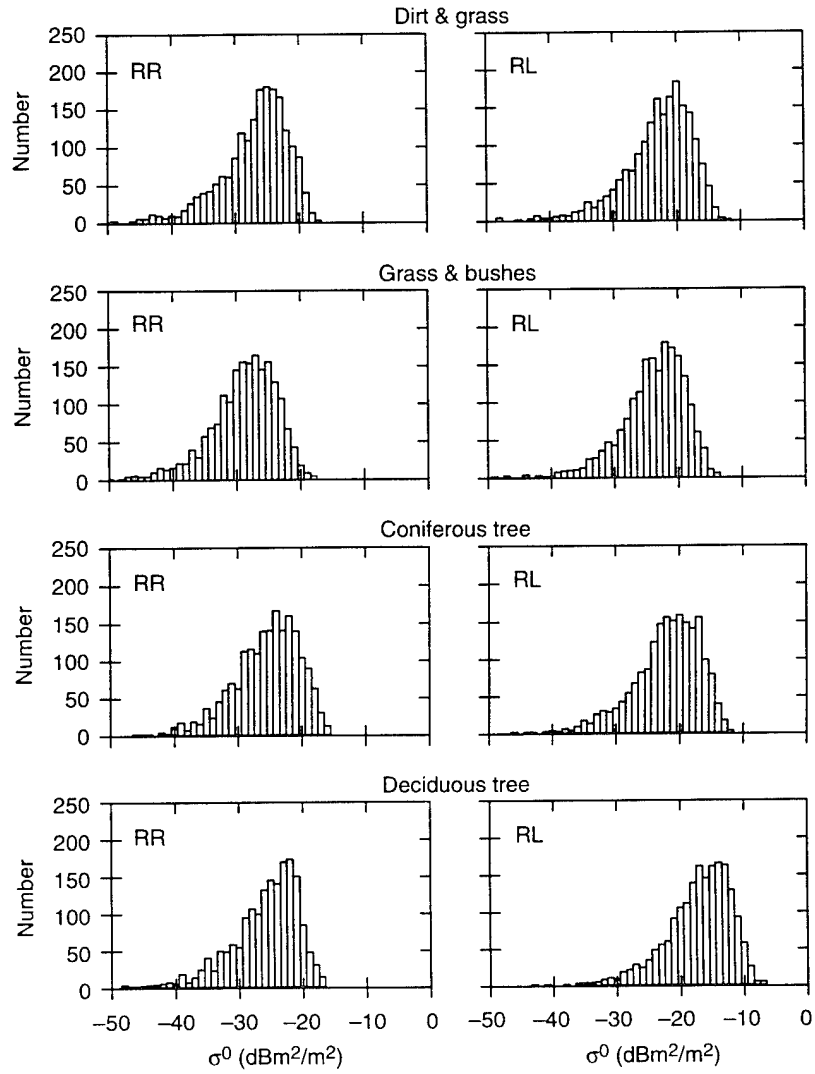 Dirt & grass
250
200
150
100
50
0
Number
RR
RL
Grass & bushes
250
200
150
100
50
0
Number
RR
RL
Coniferous tree
250
200
150
100
50
0
Number
RR
RL
Deciduous tree
250
200
150
100
50
0
Number
RR
RL
−50 −40 −30 −20 −10 0
−50 −40 −30 −20 −10 0
σ⁰ (dBm²/m²)
σ⁰ (dBm²/m²)